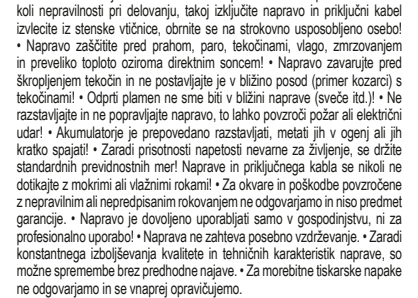 koli nepravilnosti pri delovanju, takoj izključite napravo in priključni kabel
izvlecite iz stenske vtičnice, obrnite se na strokovno usposobljeno osebo!
• Napravo zaščitite pred prahom, paro, tekočinami, vlago, zmrzovanjem
in preveliko toploto oziroma direktnim soncem! • Napravo zavarujte pred
škropljenjem tekočin in ne postavljajte je v bližino posod (primer kozarci) s
tekočinami! • Odprti plamen ne sme biti v bližini naprave (sveče itd.)! • Ne
razstavljajte in ne popravljajte napravo, to lahko povzroči požar ali električni
udar! • Akumulatorje je prepovedano razstavljati, metati jih v ogenj ali jih
kratko spajati! • Zaradi prisotnosti napetosti nevarne za življenje, se držite
standardnih previdnostnih mer! Naprave in priključnega kabla se nikoli ne
dotikajte z mokrimi ali vlažnimi rokami! • Za okvare in poškodbe povzročene
z nepravilnim ali nepredpisanim rokovanjem ne odgovarjamo in niso predmet
garancije. • Napravo je dovoljeno uporabljati samo v gospodinjstvu, ni za
profesionalno uporabo! • Naprava ne zahteva posebno vzdrževanje. • Zaradi
konstantnega izboljševanja kvalitete in tehničnih karakteristik naprave, so
možne spremembe brez predhodne najave. • Za morebitne tiskarske napake
ne odgovarjamo in se vnaprej opravičujemo.